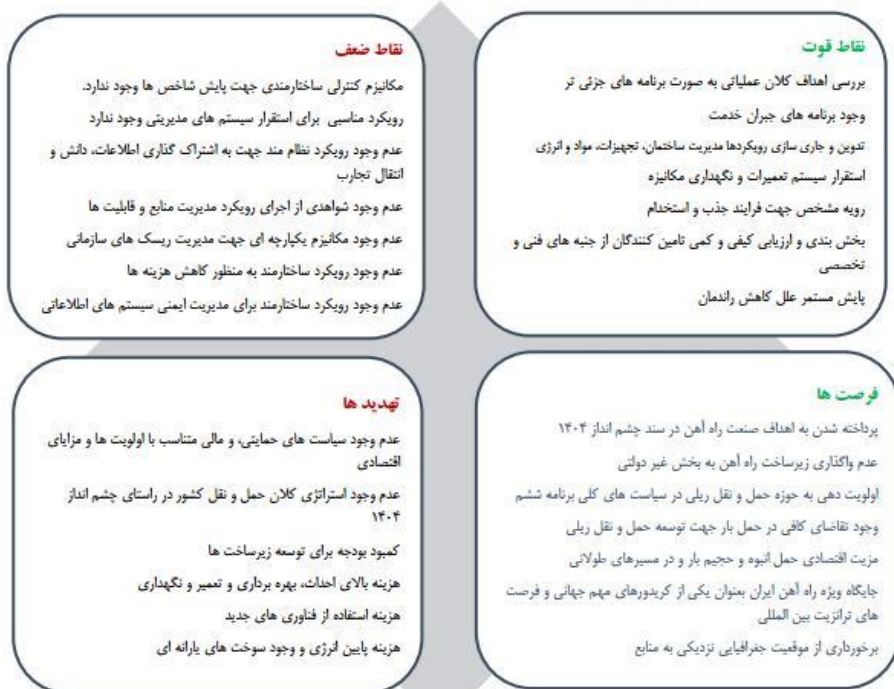 نقاط قوت
بررسی اهداف کلان عملیاتی به صورت برنامه های جزئی تر
وجود برنامه های جبران خدمت
تدوین و جاری سازی رویکردها مدیریت ساختمان، تجهیزات، مواد و انرژی
استقرار سیستم تعمیرات و نگهداری مکانیزه
رویه مشخص جهت فرایند جذب و استخدام
بخش بندی و ارزیابی کیفی و کمی تامین کنندگان از جنبه های فنی و
تخصصی
پایش مستمر علل کاهش راندمان
نقاط ضعف
مکانیزم کنترلی ساختارمندی جهت پایش شاخص ها وجود ندارد.
رویکرد مناسبی برای استقرار سیستم های مدیریتی وجود ندارد
عدم وجود رویکرد نظام مند جهت به اشتراک گذاری اطلاعات، دانش و
انتقال تجارب
عدم وجود شواهدی از اجرای رویکرد مدیریت منابع و قابلیت ها
عدم وجود مکانیزم یکپارچه ای جهت مدیریت ریسک های سازمانی
عدم وجود رویکرد ساختارمند به منظور کاهش هزینه ها
عدم وجود رویکرد ساختارمند برای مدیریت ایمنی سیستم های اطلاعاتی
فرصت ها
پرداخته شدن به اهداف صنعت راه آهن در سند چشم انداز ۱۴۰۴
عدم واگذاری زیرساخت راه آهن به بخش غیر دولتی
اولویت دهی به حوزه حمل و نقل ریلی در سیاست های کلی برنامه ششم
وجود تقاضای کافی در حمل بار جهت توسعه حمل و نقل ریلی
مزیت اقتصادی حمل انبوه و حجیم بار و در مسیرهای طولانی
جایگاه ویژه راه آهن ایران بعنوان یکی از کریدورهای مهم جهانی و فرصت
های ترانزیت بین المللی
برخورداری از موقعیت جغرافیایی نزدیکی به منابع
تهدید ها
عدم وجود سیاست های حمایتی، و مالی متناسب با اولویت ها و مزایای
اقتصادی
عدم وجود استراتژی کلان حمل و نقل کشور در راستای چشم انداز
۱۴۰۴
کمبود بودجه برای توسعه زیرساخت ها
هزینه بالای احداث، بهره برداری و تعمیر و نگهداری
هزینه استفاده از فناوری های جدید
هزینه پایین انرژی و وجود سوخت های یارانه ای